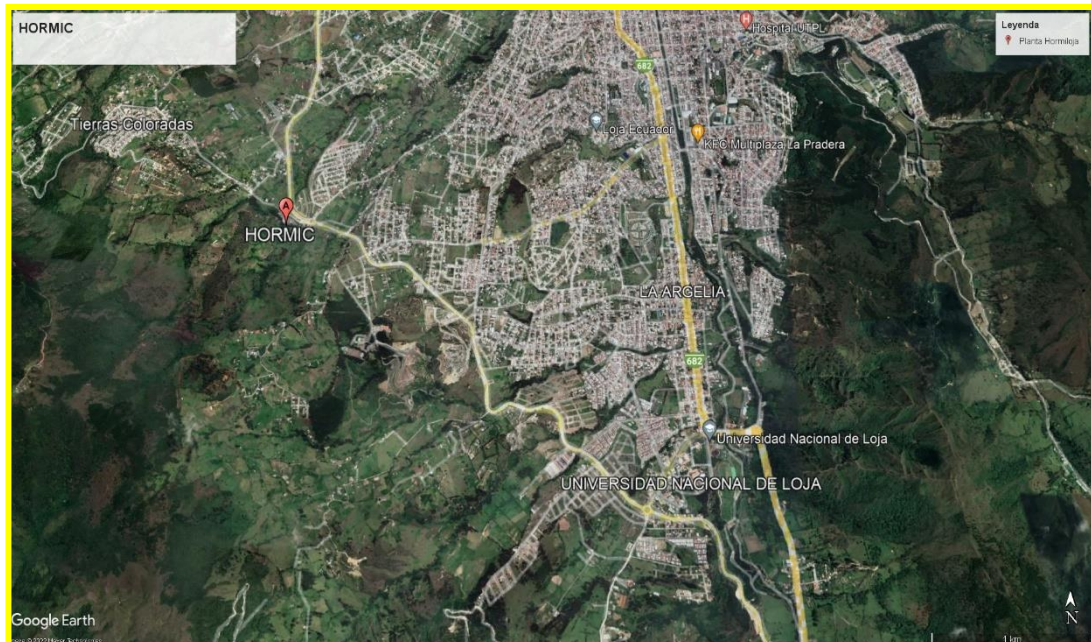 HORMIC
Leyenda
Planta Hormiloja
Hospital UTPL
682
Tierras Coloradas
Loja Ecuador
KFC Multiplaza La Pradera
A
HORMIC
LA ARGELIA
682
Universidad Nacional de Loja
UNIVERSIDAD NACIONAL DE LOJA
Google Earth
N
1 km